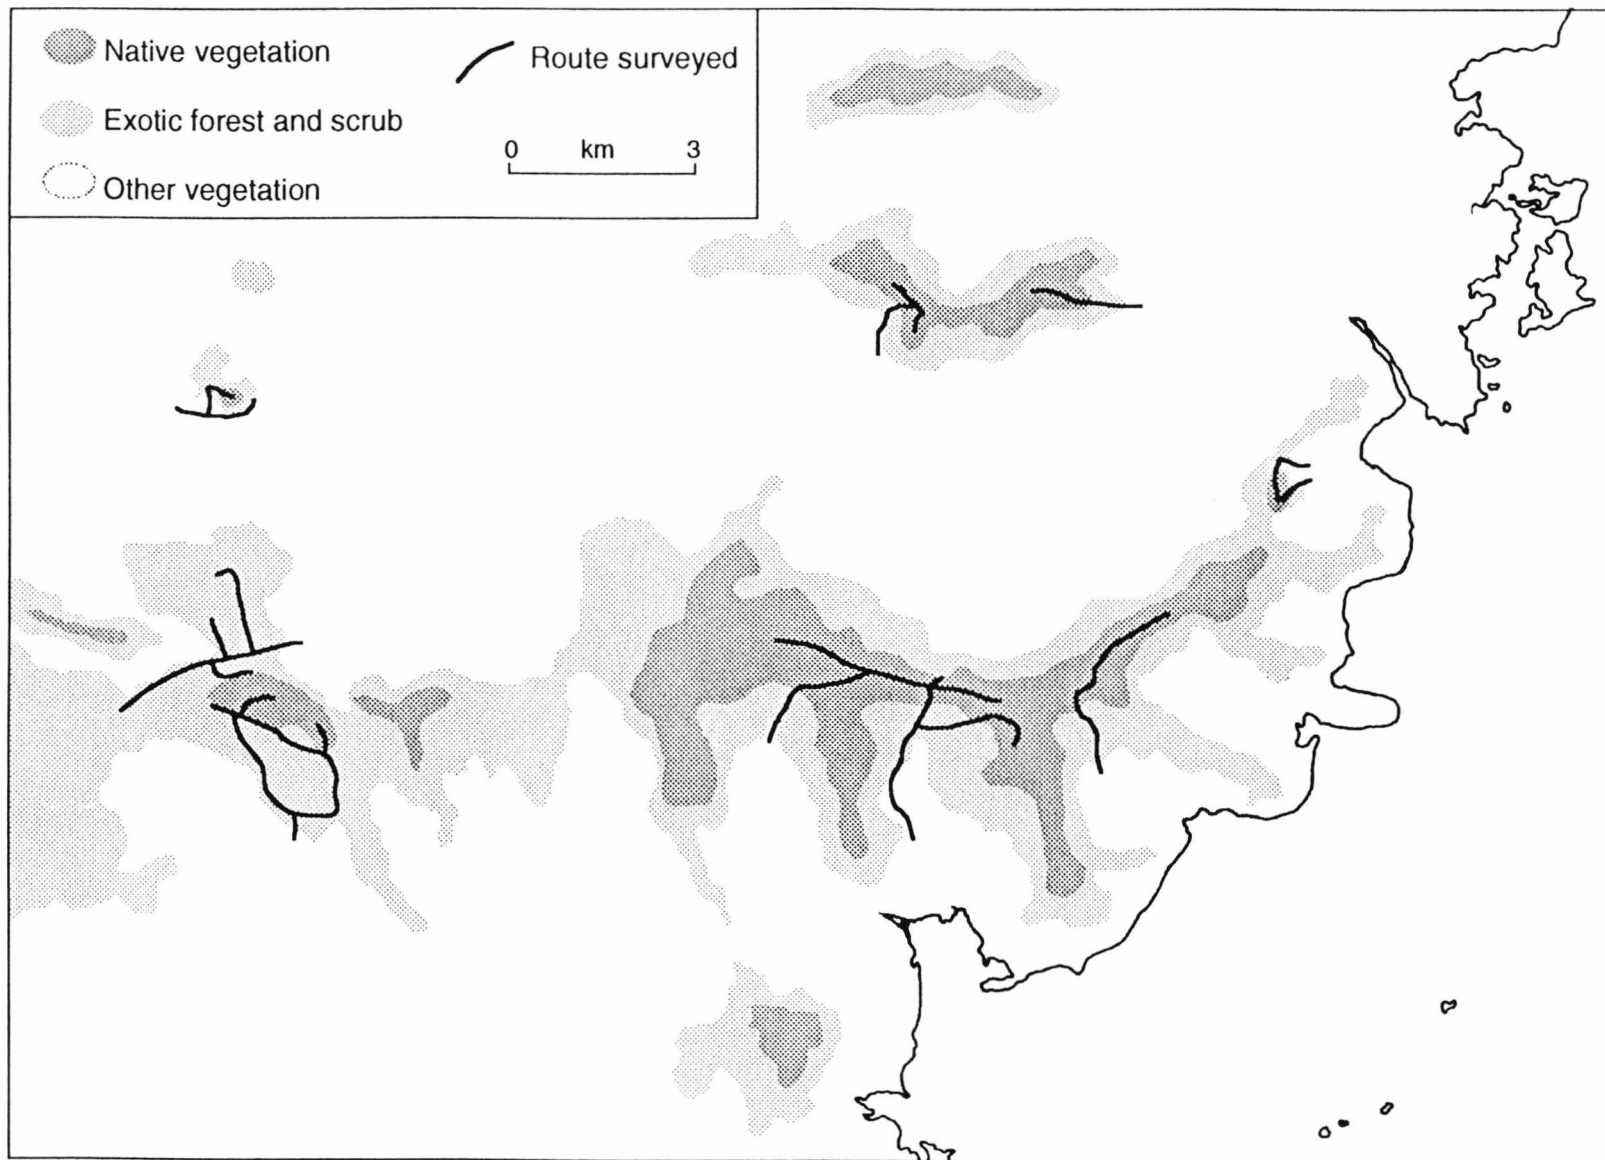 Native vegetation
Route surveyed
Exotic forest and scrub
0 km 3
Other vegetation